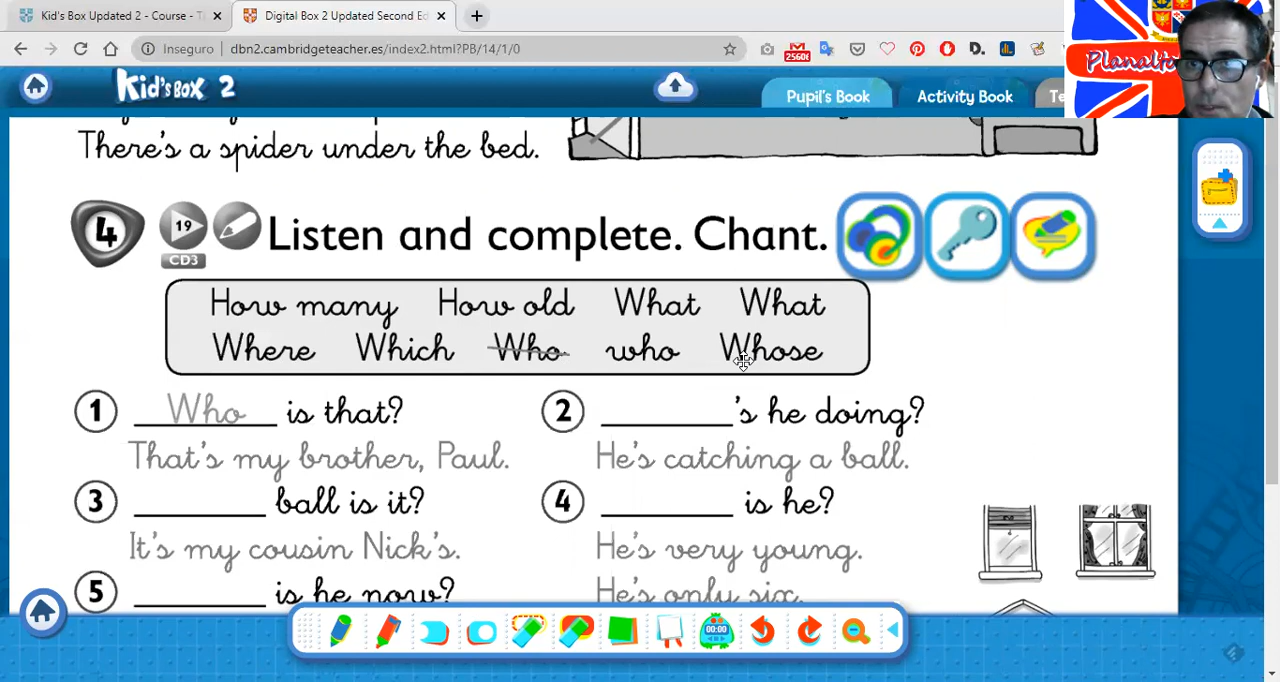 Kid's Box Updated 2 - Course - T
Digital Box 2 Updated Second Ed
Inseguro
dbn2.cambridgeteacher.es/index2.html?F5/14/1/0
2560
D.
Planalto
Kid's Box 2
Pupil's Book
Activity Book
Te
There's a spider under the bed.
4
19
CD3
Listen and complete. Chant.
How many How old What What
Where Which Who who Whose
1 Who is that?
That's my brother, Paul.
2 ________'s he doing?
He's catching a ball.
3 ________ ball is it?
It's my cousin Nick's.
4 ________ is he?
He's very young.
He's only six.
5 ________ is he now?
00:00